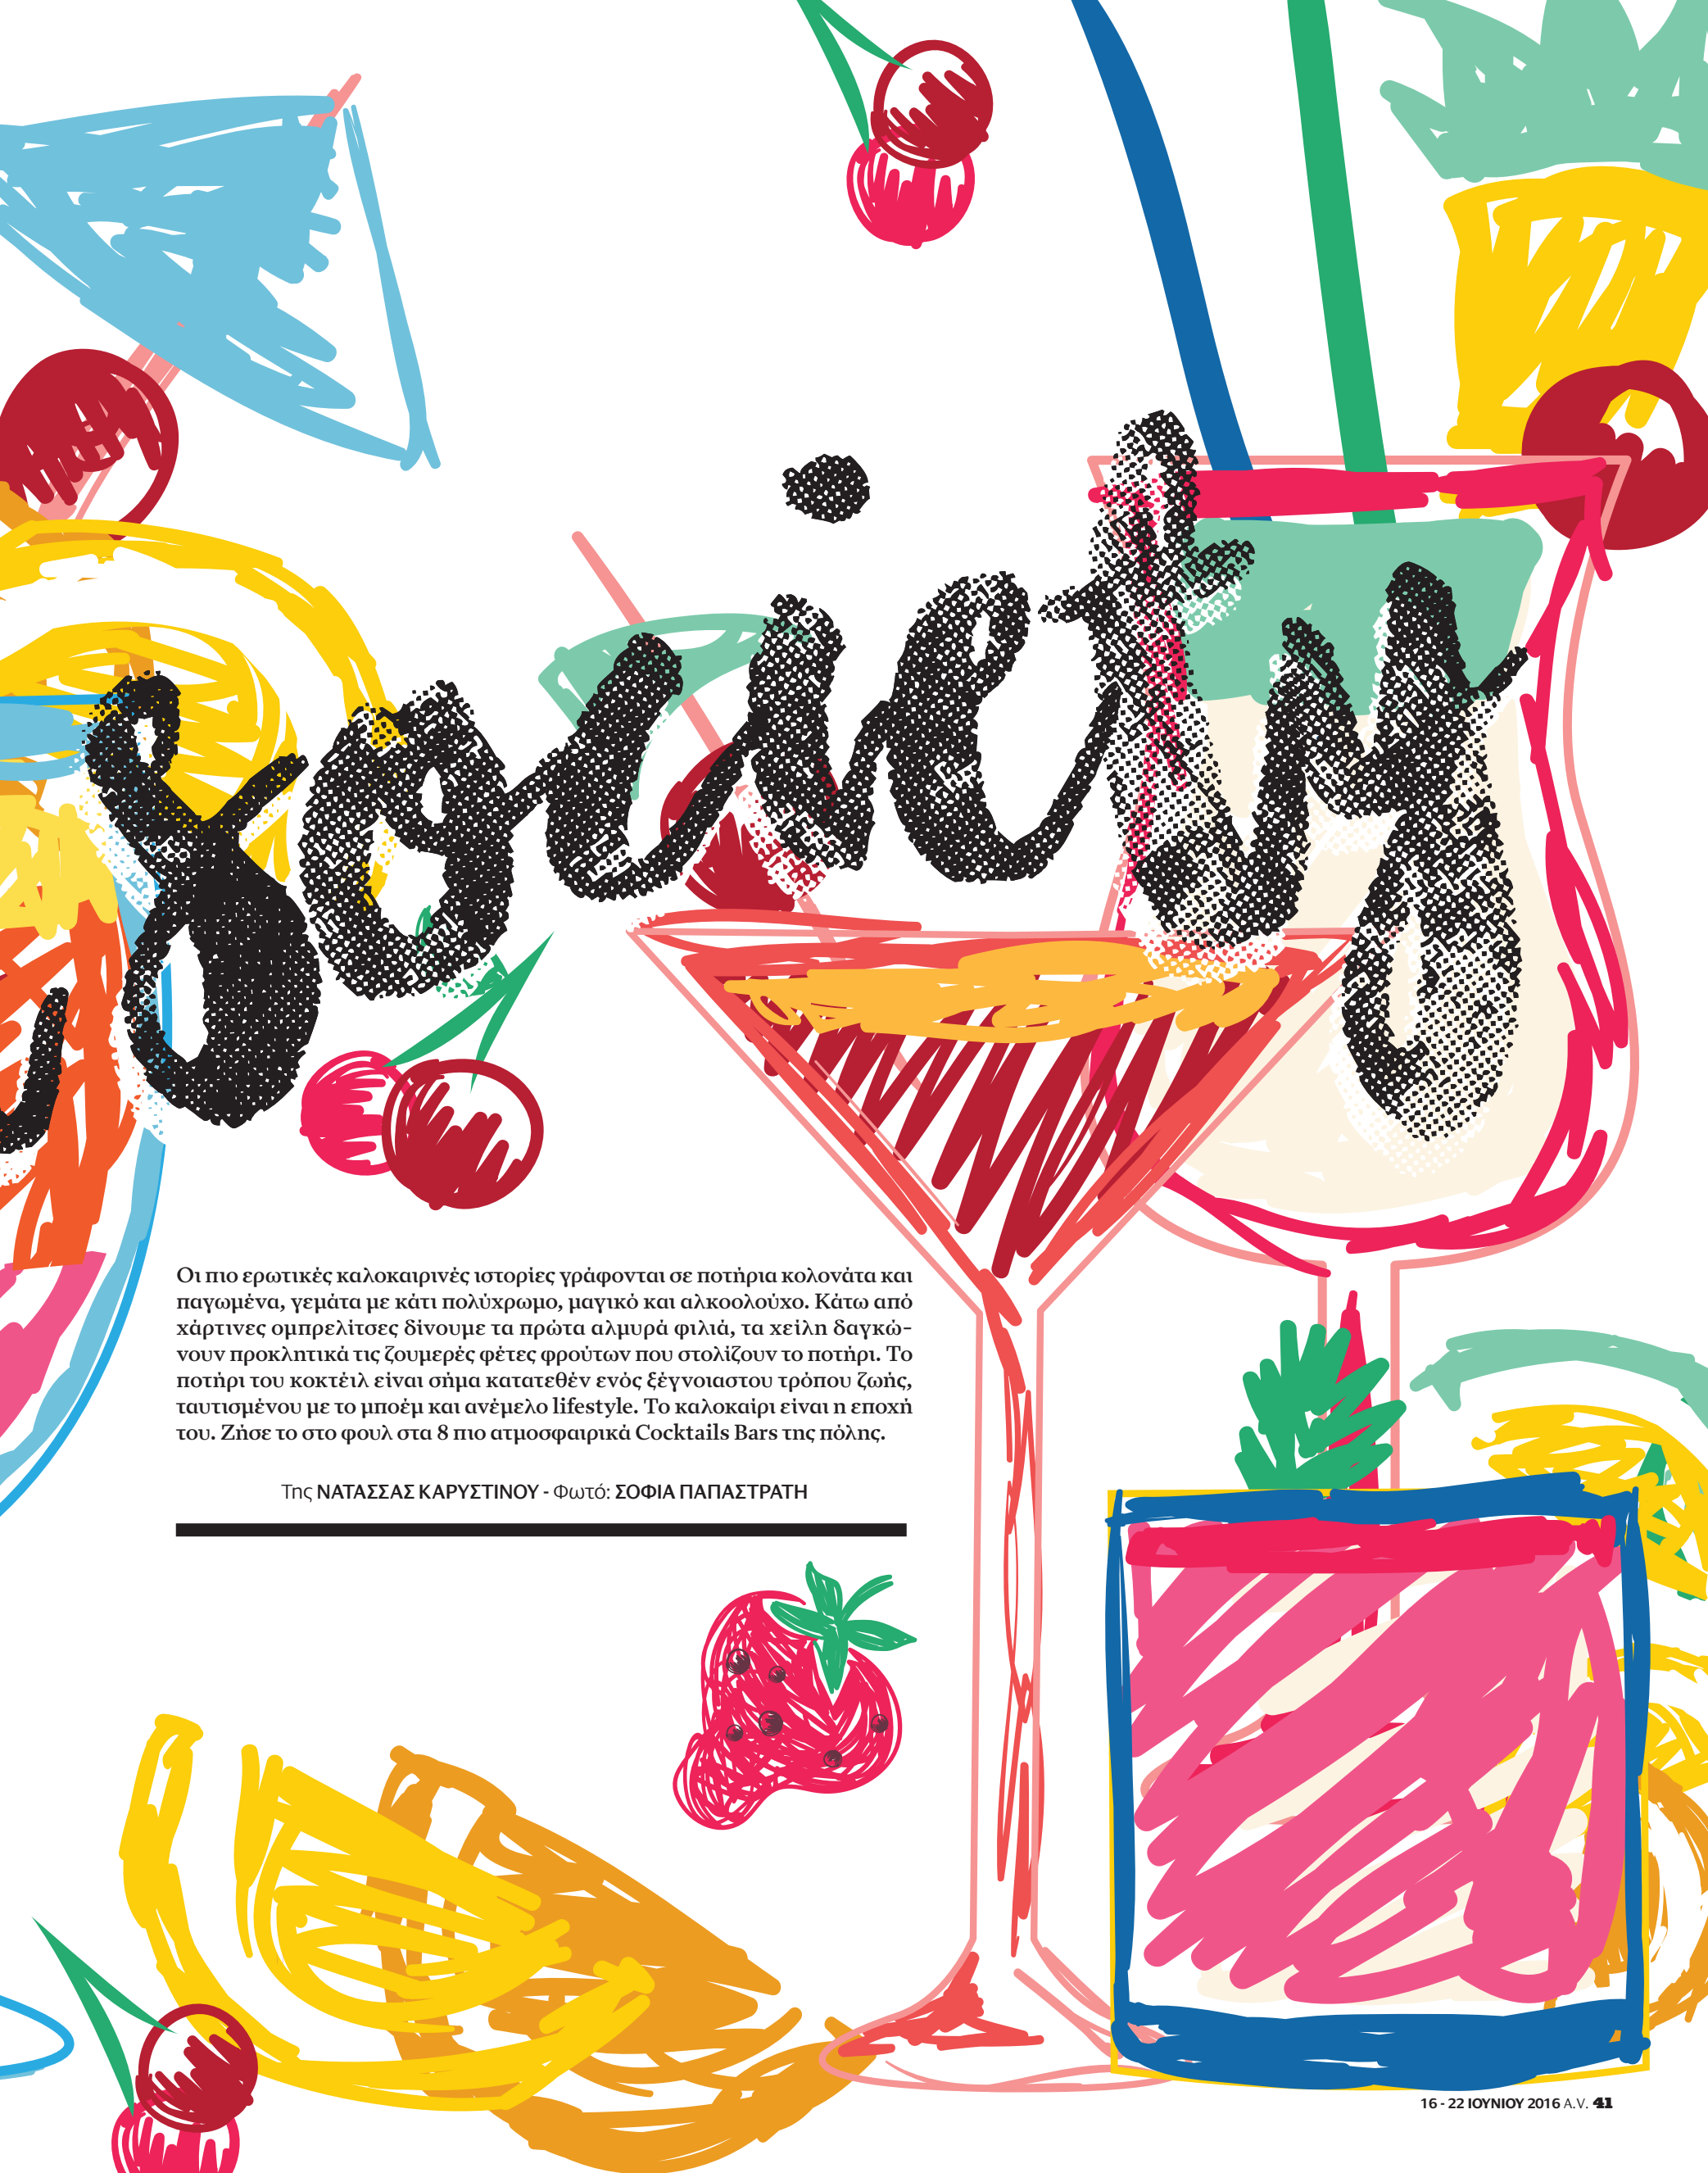 Society
Οι πιο ερωτικές καλοκαιρινές ιστορίες γράφονται σε ποτήρια κολονάτα και
παγωμένα, γεμάτα με κάτι πολύχρωμο, μαγικό και αλκοολούχο. Κάτω από
χάρτινες ομπρελίτσες δίνουμε τα πρώτα αλμυρά φιλιά, τα χείλη δαγκώ-
νουν προκλητικά τις ζουμερές φέτες φρούτων που στολίζουν το ποτήρι. Το
ποτήρι του κοκτέιλ είναι σήμα κατατεθέν ενός ξέγνοιαστου τρόπου ζωής,
ταυτισμένου με το μποέμ και ανέμελο lifestyle. Το καλοκαίρι είναι η εποχή
του. Ζήσε το στο φουλ στα 8 πιο ατμοσφαιρικά Cocktails Bars της πόλης.
Της ΝΑΤΑΣΣΑΣ ΚΑΡΥΣΤΙΝΟΥ - Φωτό: ΣΟΦΙΑ ΠΑΠΑΣΤΡΑΤΗ
16 - 22 ΙΟΥΝΙΟΥ 2016 A.V. 41